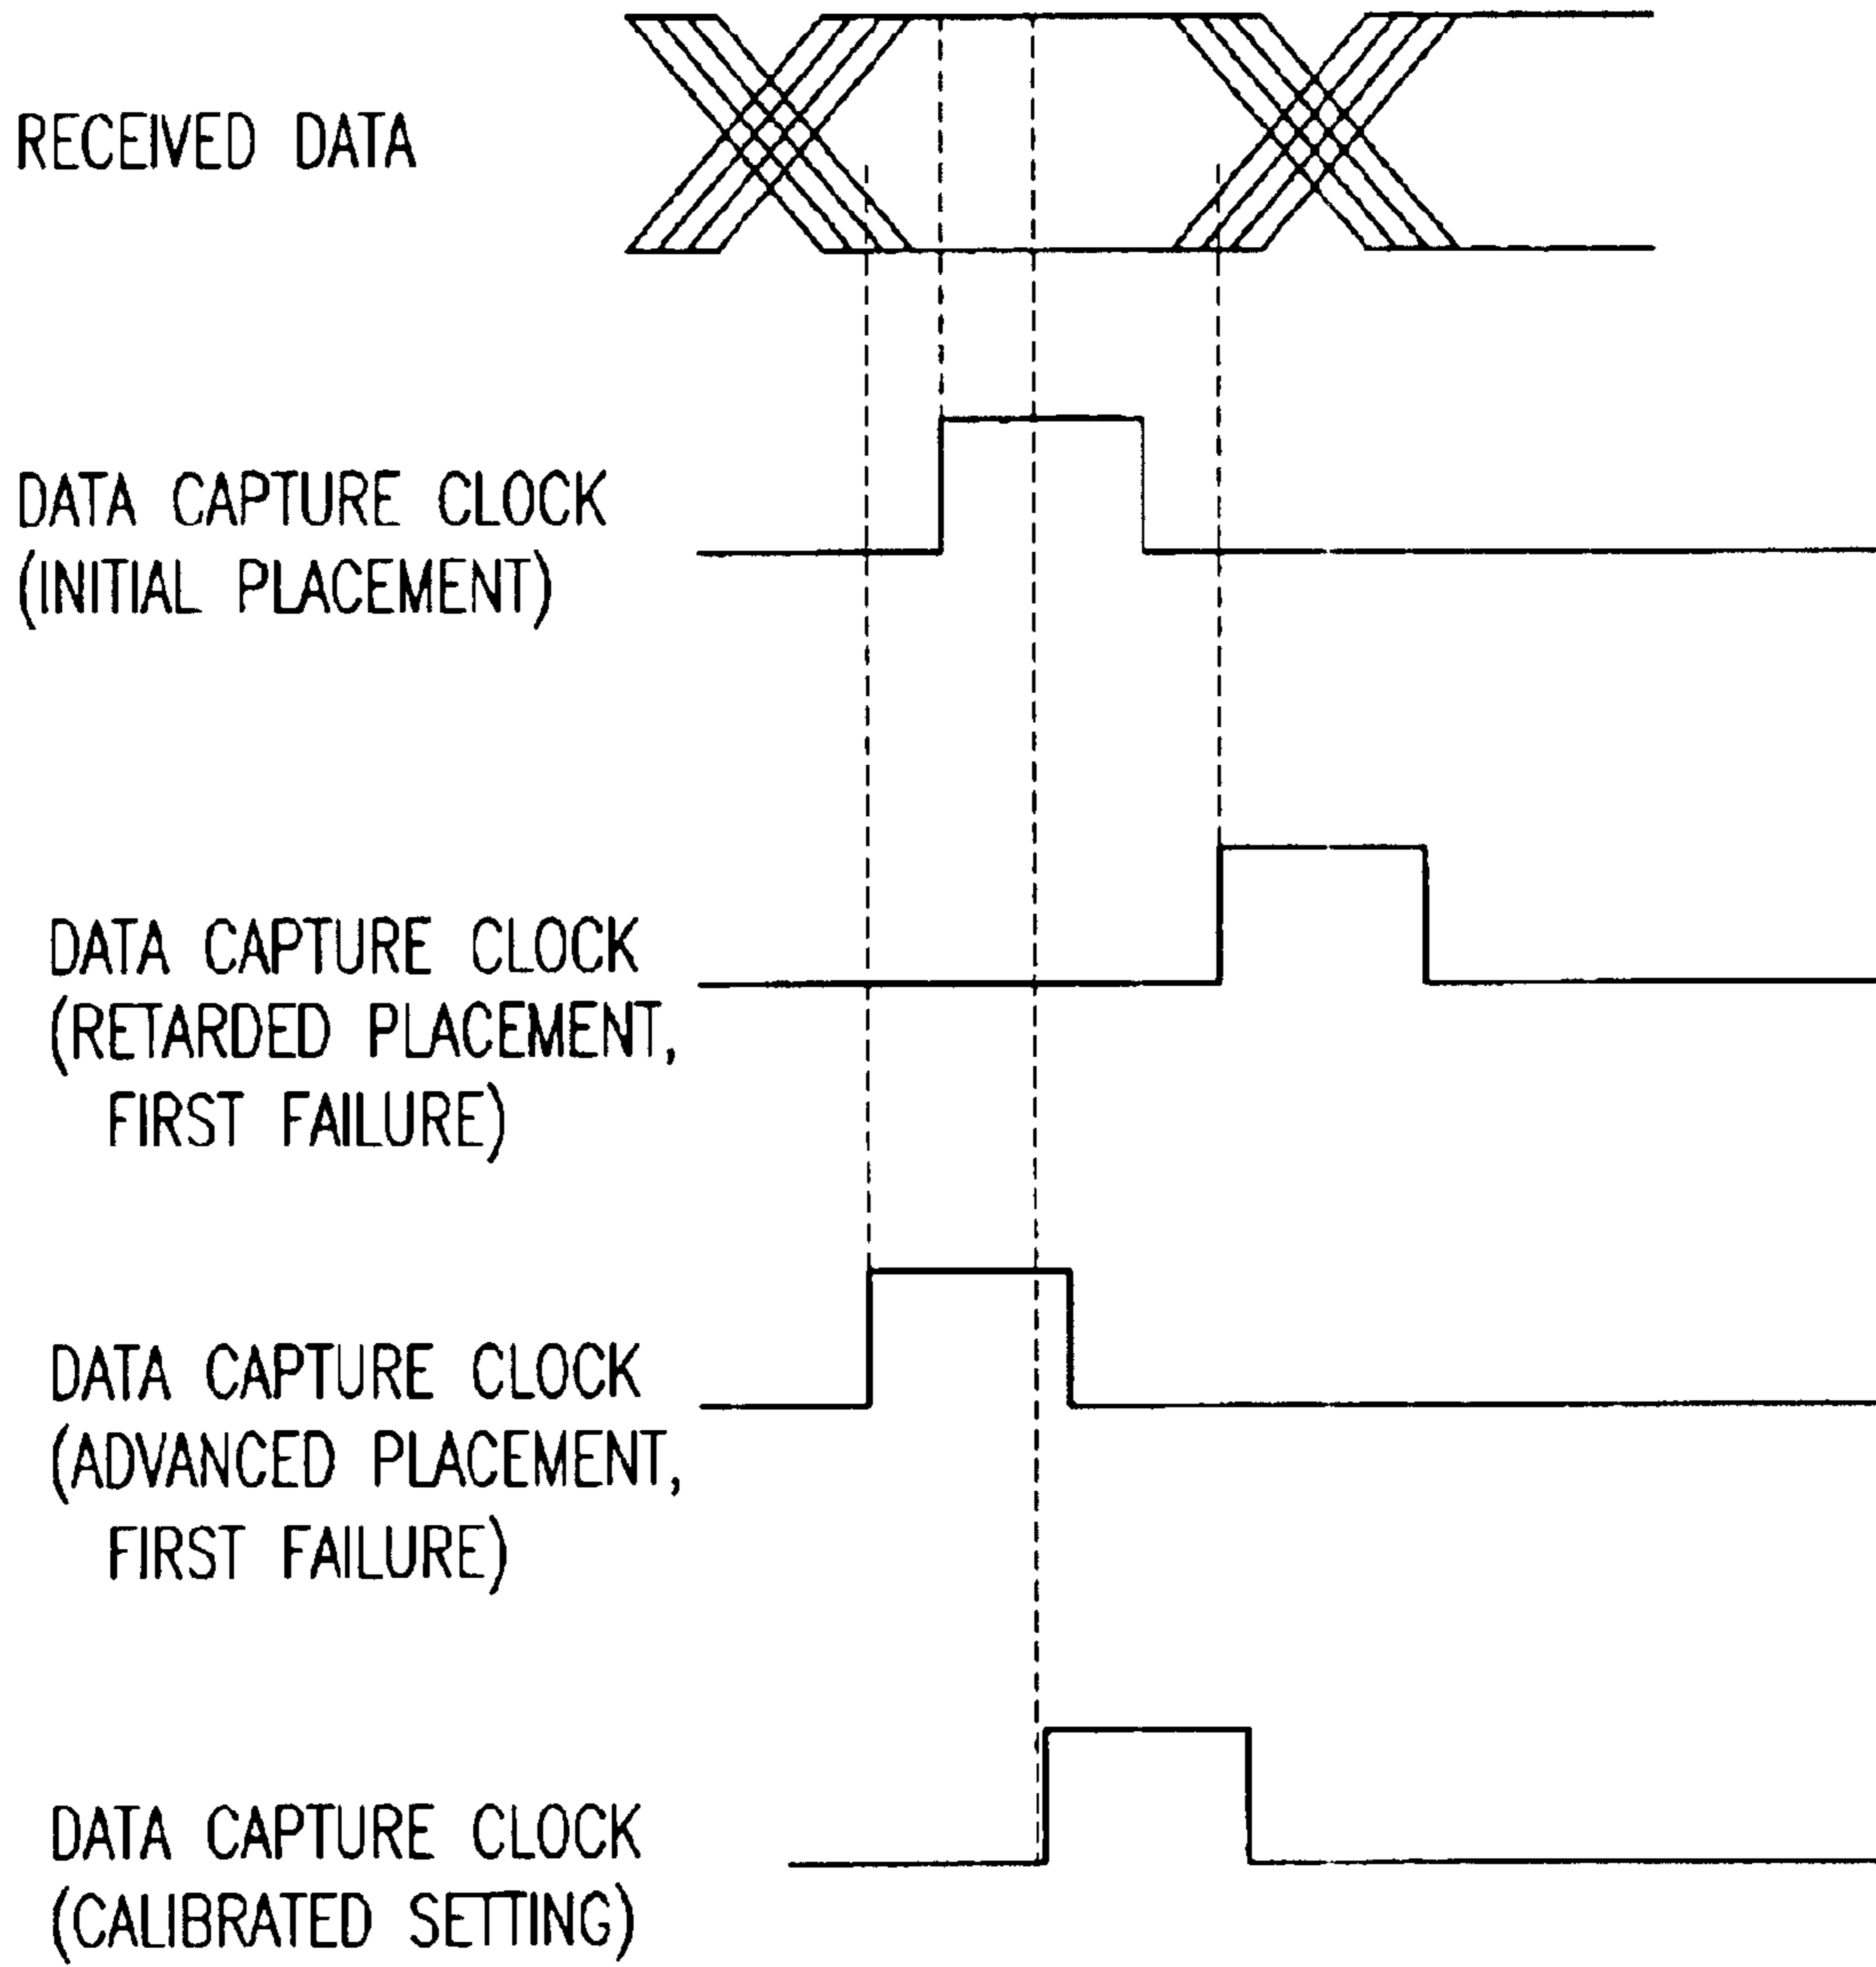 RECEIVED DATA
DATA CAPTURE CLOCK
(INITIAL PLACEMENT)
DATA CAPTURE CLOCK
(RETARDED PLACEMENT,
FIRST FAILURE)
DATA CAPTURE CLOCK
(ADVANCED PLACEMENT,
FIRST FAILURE)
DATA CAPTURE CLOCK
(CALIBRATED SETTING)